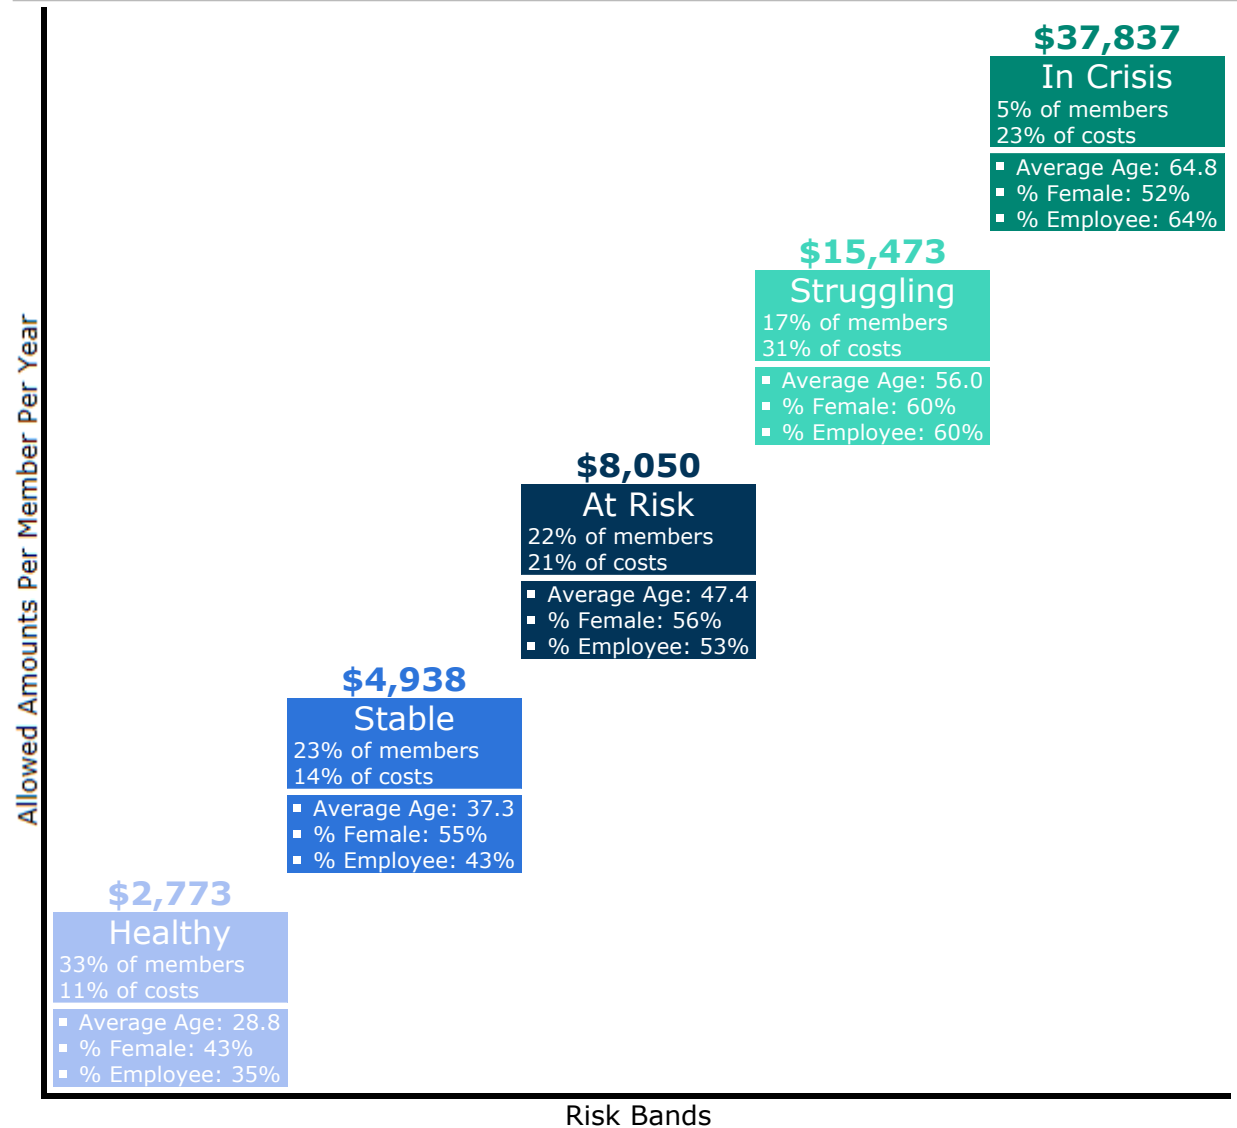 $37,837
In Crisis
5% of members
23% of costs
▪ Average Age: 64.8
▪ % Female: 52%
▪ % Employee: 64%
$15,473
Struggling
17% of members
31% of costs
▪ Average Age: 56.0
▪ % Female: 60%
▪ % Employee: 60%
$8,050
At Risk
22% of members
21% of costs
▪ Average Age: 47.4
▪ % Female: 56%
▪ % Employee: 53%
$4,938
Stable
23% of members
14% of costs
▪ Average Age: 37.3
▪ % Female: 55%
▪ % Employee: 43%
$2,773
Healthy
33% of members
11% of costs
▪ Average Age: 28.8
▪ % Female: 43%
▪ % Employee: 35%
Allowed Amounts Per Member Per Year
Risk Bands